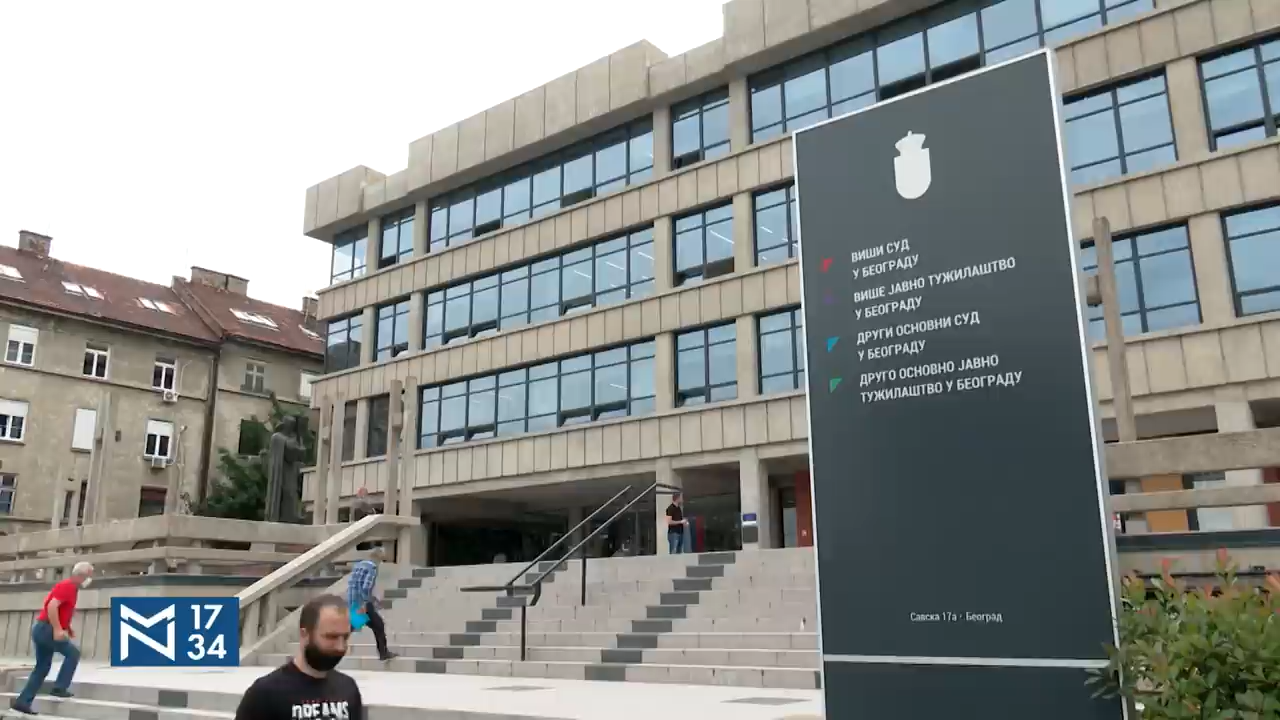 ВИШИ СУД
У БЕОГРАДУ
ВИШЕ ЈАВНО ТУЖИЛАШТВО
У БЕОГРАДУ
ДРУГИ ОСНОВНИ СУД
У БЕОГРАДУ
ДРУГО ОСНОВНО ЈАВНО
ТУЖИЛАШТВО У БЕОГРАДУ
Савска 17а · Београд
17
34
DREAMS